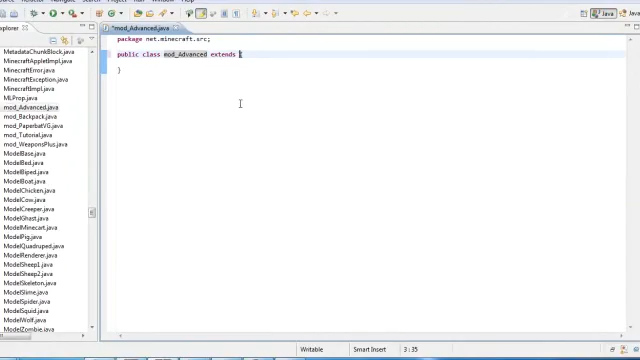 Explorer
*mod_Advanced.java
Java
Java
MetadataChunkBlock.java
MinecraftAppletImpl.java
MinecraftError.java
MinecraftException.java
MinecraftImpl.java
MLProp.java
mod_Advanced.java
mod_Backpack.java
mod_PaperbatVG.java
mod_Tutorial.java
mod_WeaponsPlus.java
ModelBase.java
ModelBed.java
ModelBiped.java
ModelBoat.java
ModelChicken.java
ModelCow.java
ModelCreeper.java
ModelGhast.java
ModelMinecart.java
ModelPig.java
ModelQuadruped.java
ModelRenderer.java
ModelSheep1.java
ModelSheep2.java
ModelSkeleton.java
ModelSlime.java
ModelSpider.java
ModelSquid.java
ModelWolf.java
ModelZombie.java
package net.minecraft.src;
public class mod_Advanced extends {
}
Writable
Smart Insert
3 : 35